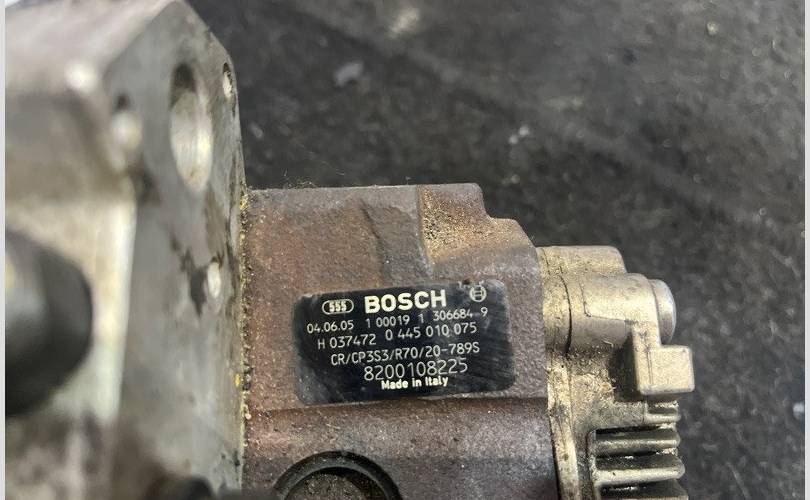 555 BOSCH
04.06.05 1 00019 1 306684 9
H 037472 0 445 010 075
CR/CP3S3/R70/20-789S
8200108225
Made in Italy